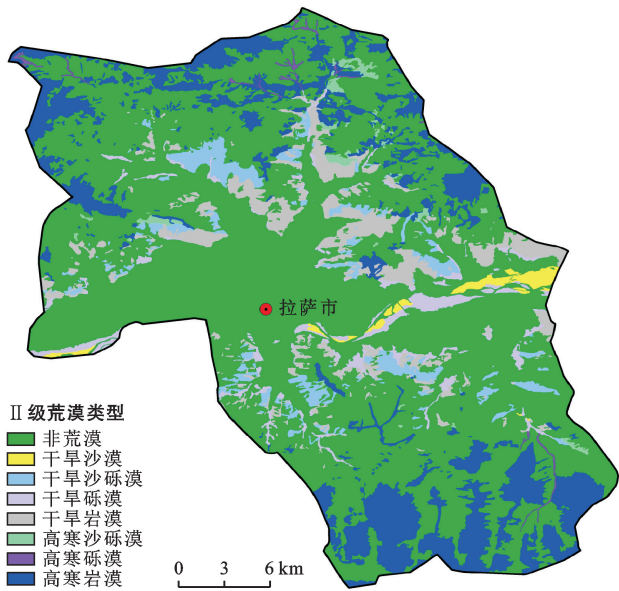 拉萨市
Ⅱ级荒漠类型
非荒漠
干旱沙漠
干旱沙砾漠
干旱砾漠
干旱岩漠
高寒沙砾漠
高寒砾漠
高寒岩漠
0 3 6 km